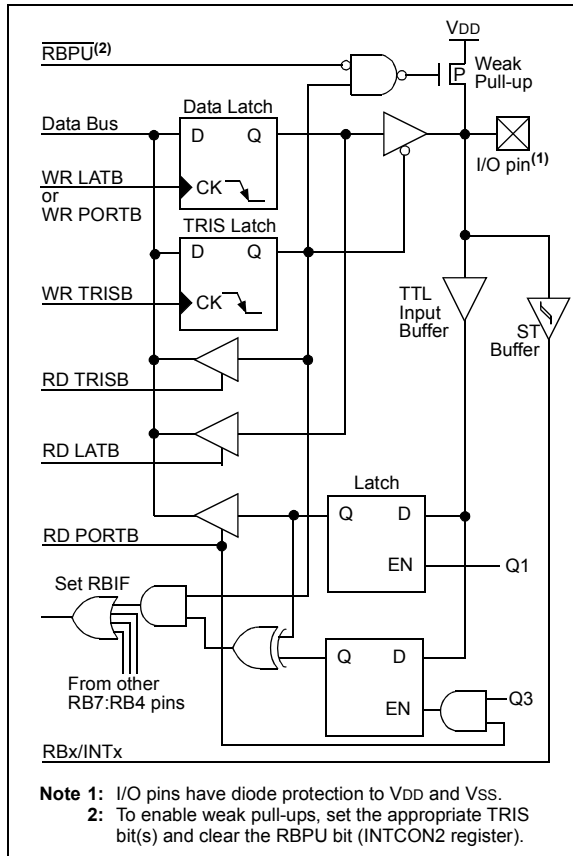 VDD
RBPU(2)
Weak
Pull-up
P
Data Latch
Data Bus
D Q
I/O pin(1)
WR LATB
or
WR PORTB
CK
TRIS Latch
D Q
WR TRISB
CK
TTL
Input
Buffer
ST
Buffer
RD TRISB
RD LATB
Latch
Q D
RD PORTB
EN
Q1
Set RBIF
Q D
From other
RB7:RB4 pins
EN
Q3
RBx/INTx
Note 1: I/O pins have diode protection to VDD and VSS.
2: To enable weak pull-ups, set the appropriate TRIS
bit(s) and clear the RBPU bit (INTCON2 register).